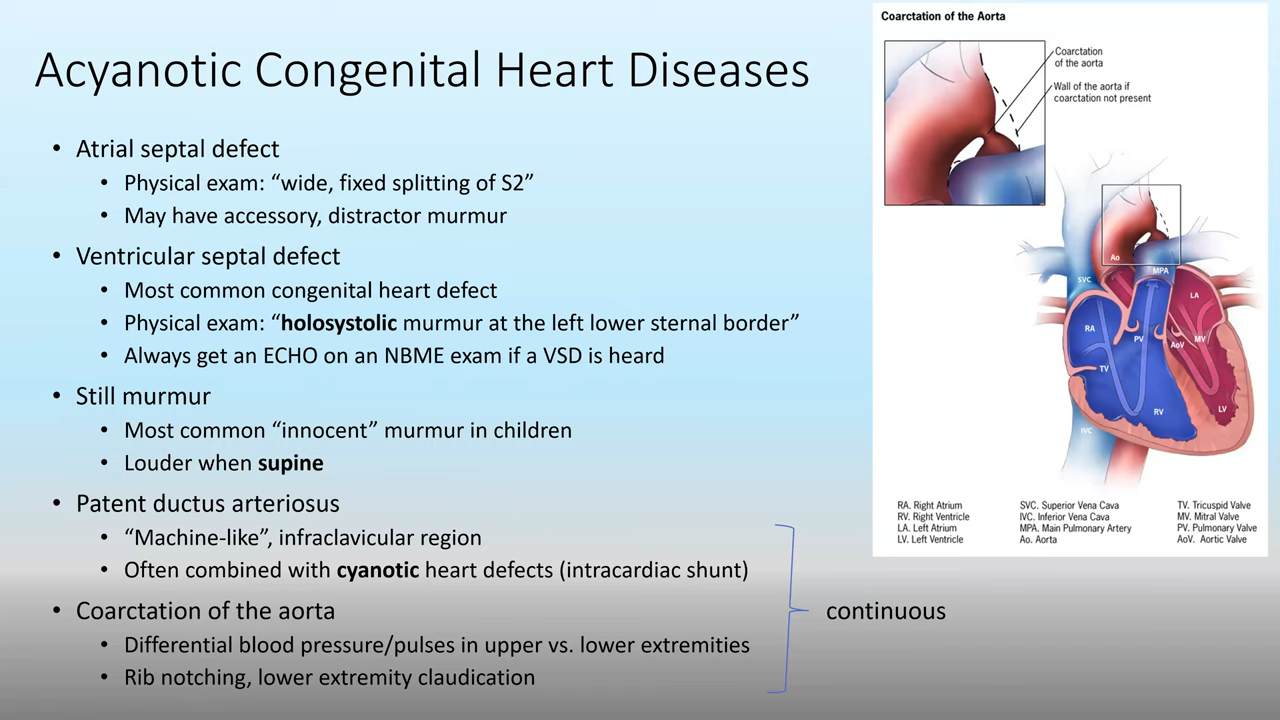 Acyanotic Congenital Heart Diseases
• Atrial septal defect
• Physical exam: “wide, fixed splitting of S2”
• May have accessory, distractor murmur
• Ventricular septal defect
• Most common congenital heart defect
• Physical exam: “holosystolic murmur at the left lower sternal border”
• Always get an ECHO on an NBME exam if a VSD is heard
• Still murmur
• Most common “innocent” murmur in children
• Louder when supine
• Patent ductus arteriosus
• “Machine-like”, infraclavicular region
• Often combined with cyanotic heart defects (intracardiac shunt)
• Coarctation of the aorta
• Differential blood pressure/pulses in upper vs. lower extremities
• Rib notching, lower extremity claudication
continuous
Coarctation of the Aorta
Coarctation
of the aorta
Wall of the aorta if
coarctation not present
Ao
MPA
SVC
LA
RA
PV
AoV
MV
TV
RV
LV
IVC
RA. Right Atrium
RV. Right Ventricle
LA. Left Atrium
LV. Left Ventricle
SVC. Superior Vena Cava
IVC. Inferior Vena Cava
MPA. Main Pulmonary Artery
Ao. Aorta
TV. Tricuspid Valve
MV. Mitral Valve
PV. Pulmonary Valve
AoV. Aortic Valve